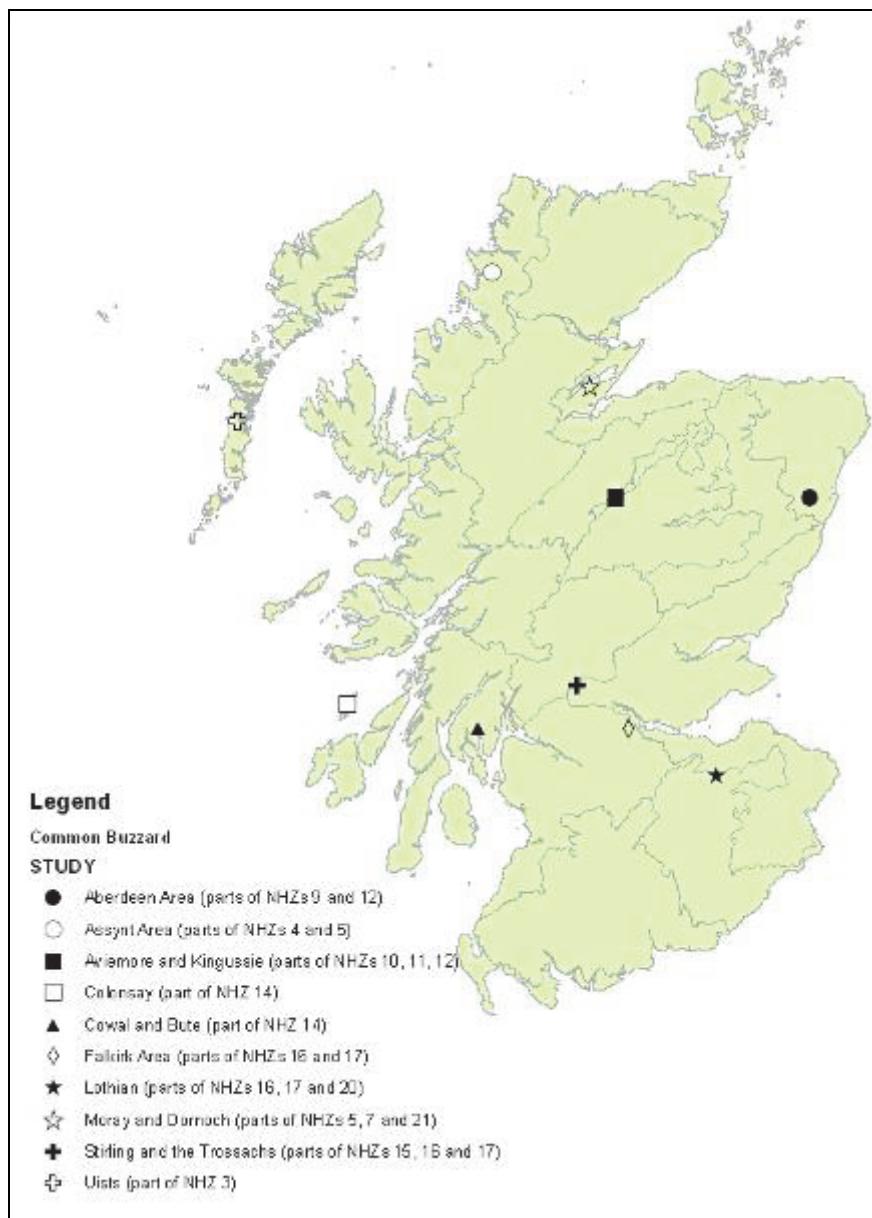 Legend
Common Buzzard
STUDY
Aberdeen Area (parts of NHZs 9 and 12)
Assynt Area (parts of NHZs 4 and 5)
Aviemore and Kingussie (parts of NHZs 10, 11, 12)
Colonsay (part of NHZ 14)
Cowal and Bute (part of NHZ 14)
Falkirk Area (parts of NHZs 16 and 17)
Lothian (parts of NHZs 16, 17 and 20)
Moray and Dornoch (parts of NHZs 5, 7 and 21)
Stirling and the Trossachs (parts of NHZs 15, 16 and 17)
Uists (part of NHZ 3)